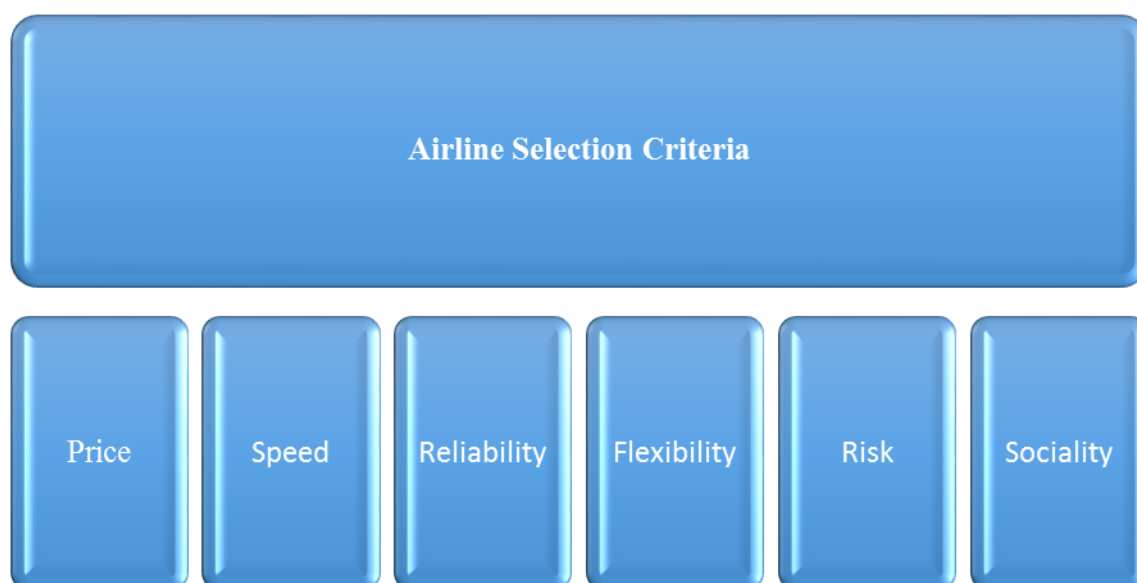 Airline Selection Criteria
Price
Speed
Reliability
Flexibility
Risk
Sociality